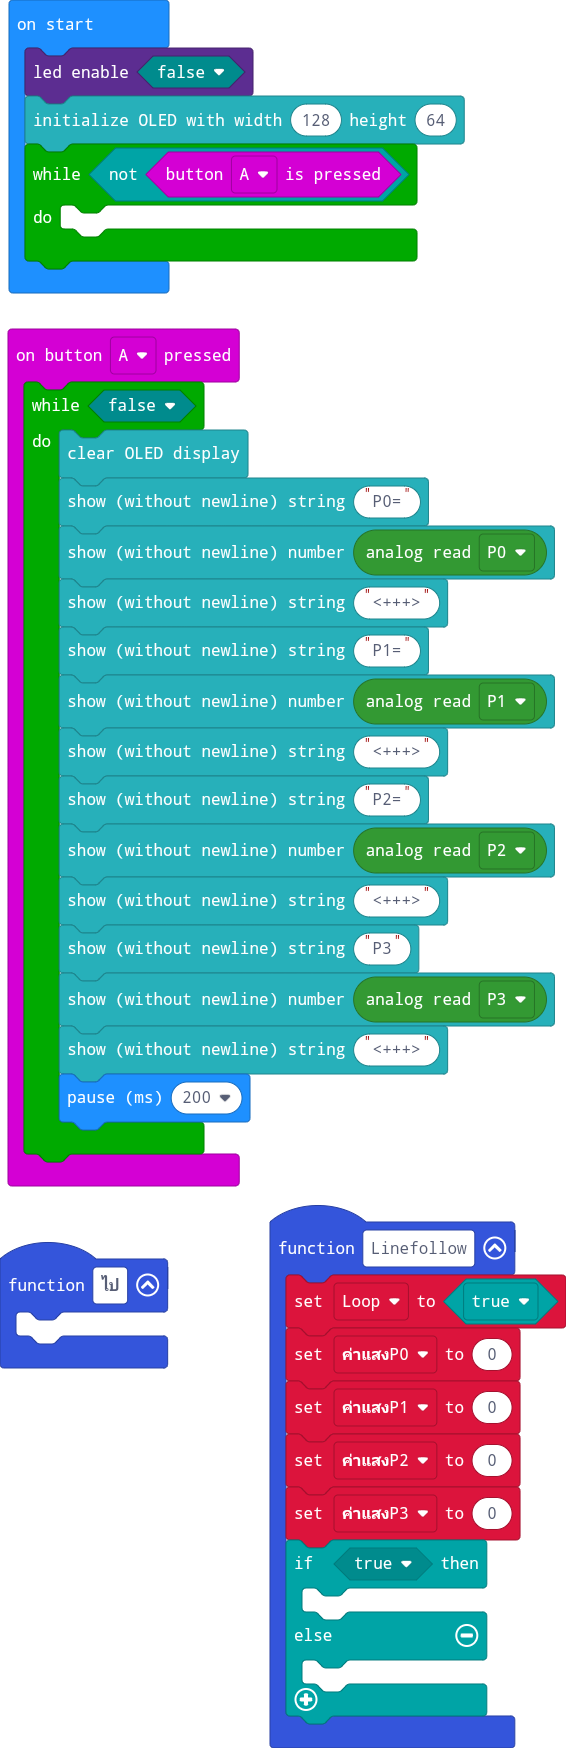 on start
led enable false
initialize OLED with width 128 height 64
while not button A is pressed
do
on button A pressed
while false
do
clear OLED display
show (without newline) string "P0="
show (without newline) number analog read P0
show (without newline) string "<+++>"
show (without newline) string "P1="
show (without newline) number analog read P1
show (without newline) string "<+++>"
show (without newline) string "P2="
show (without newline) number analog read P2
show (without newline) string "<+++>"
show (without newline) string "P3"
show (without newline) number analog read P3
show (without newline) string "<+++>"
pause (ms) 200
function ไป
function Linefollow
set Loop to true
set ค่าแสงP0 to 0
set ค่าแสงP1 to 0
set ค่าแสงP2 to 0
set ค่าแสงP3 to 0
if true then
else